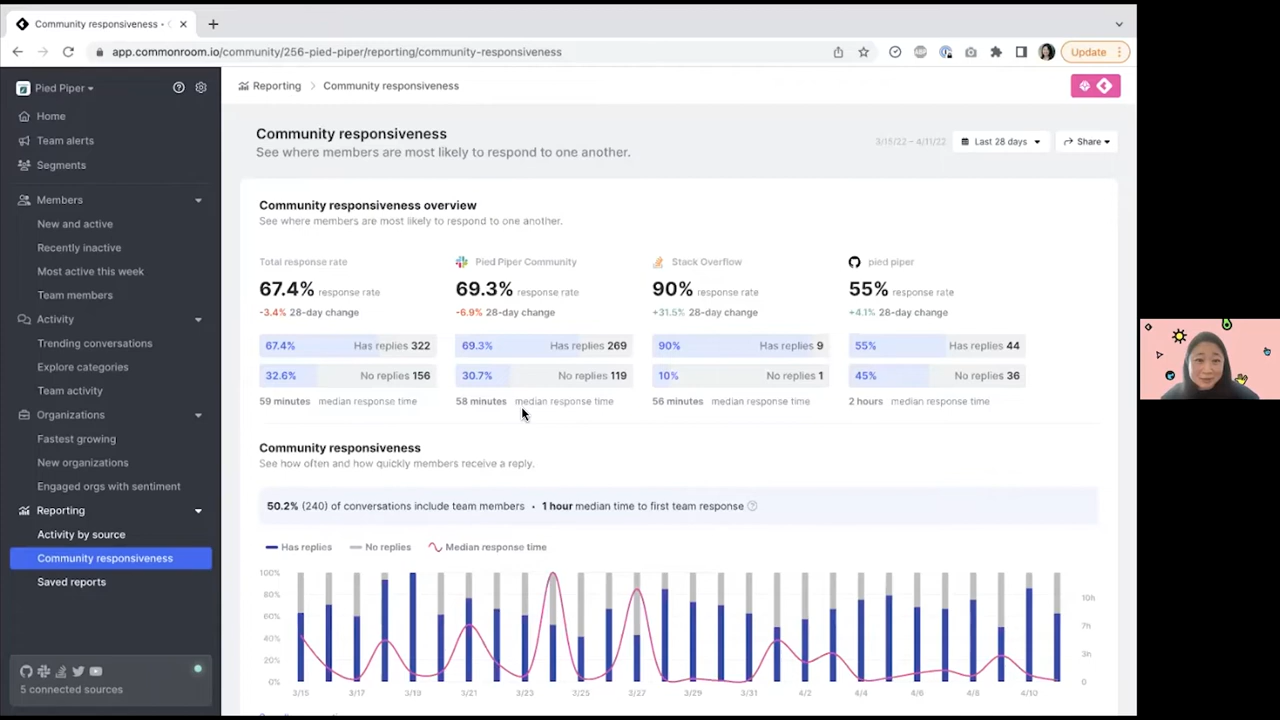 Community responsiveness -
app.commonroom.io/community/256-pied-piper/reporting/community-responsiveness
Update
Pied Piper
Home
Team alerts
Segments
Members
New and active
Recently inactive
Most active this week
Team members
Activity
Trending conversations
Explore categories
Team activity
Organizations
Fastest growing
New organizations
Engaged orgs with sentiment
Reporting
Activity by source
Community responsiveness
Saved reports
5 connected sources
Reporting > Community responsiveness
Community responsiveness
See where members are most likely to respond to one another.
3/15/22 – 4/11/22
Last 28 days
Share
Community responsiveness overview
See where members are most likely to respond to one another.
Total response rate
67.4% response rate
-3.4% 28-day change
67.4% Has replies 322
32.6% No replies 156
59 minutes median response time
Pied Piper Community
69.3% response rate
-6.9% 28-day change
69.3% Has replies 269
30.7% No replies 119
58 minutes median response time
Stack Overflow
90% response rate
+31.5% 28-day change
90% Has replies 9
10% No replies 1
56 minutes median response time
pied piper
55% response rate
+4.1% 28-day change
55% Has replies 44
45% No replies 36
2 hours median response time
Community responsiveness
See how often and how quickly members receive a reply.
50.2% (240) of conversations include team members • 1 hour median time to first team response
Has replies No replies Median response time
100%
80%
60%
40%
20%
0%
10h
7h
3h
0
3/15 3/17 3/19 3/21 3/23 2/25 3/27 3/29 3/31 4/2 4/4 4/6 4/8 4/10